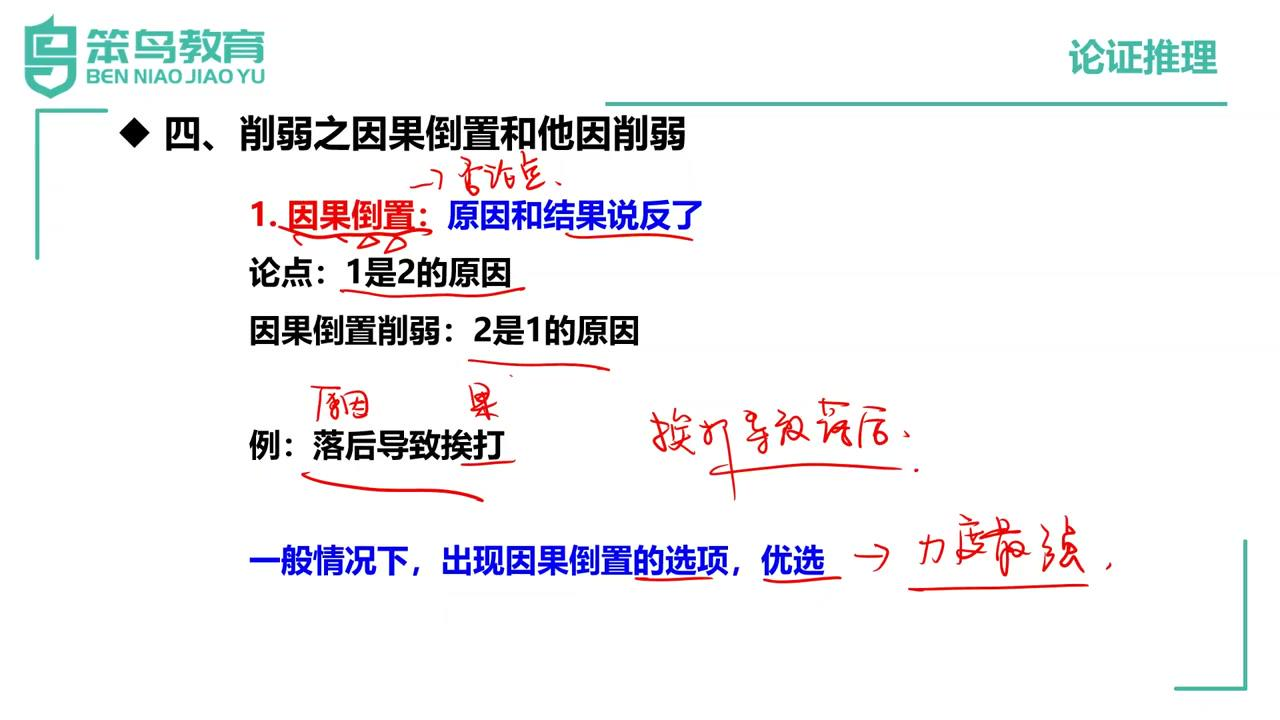 笨鸟教育
BEN NIAO JIAO YU
论证推理
◆ 四、削弱之因果倒置和他因削弱
→ 否论点.
1. 因果倒置：原因和结果说反了
论点：1是2的原因
因果倒置削弱：2是1的原因
原因 果
例：落后导致挨打
挨打导致落后.
一般情况下，出现因果倒置的选项，优选 → 力度最强.